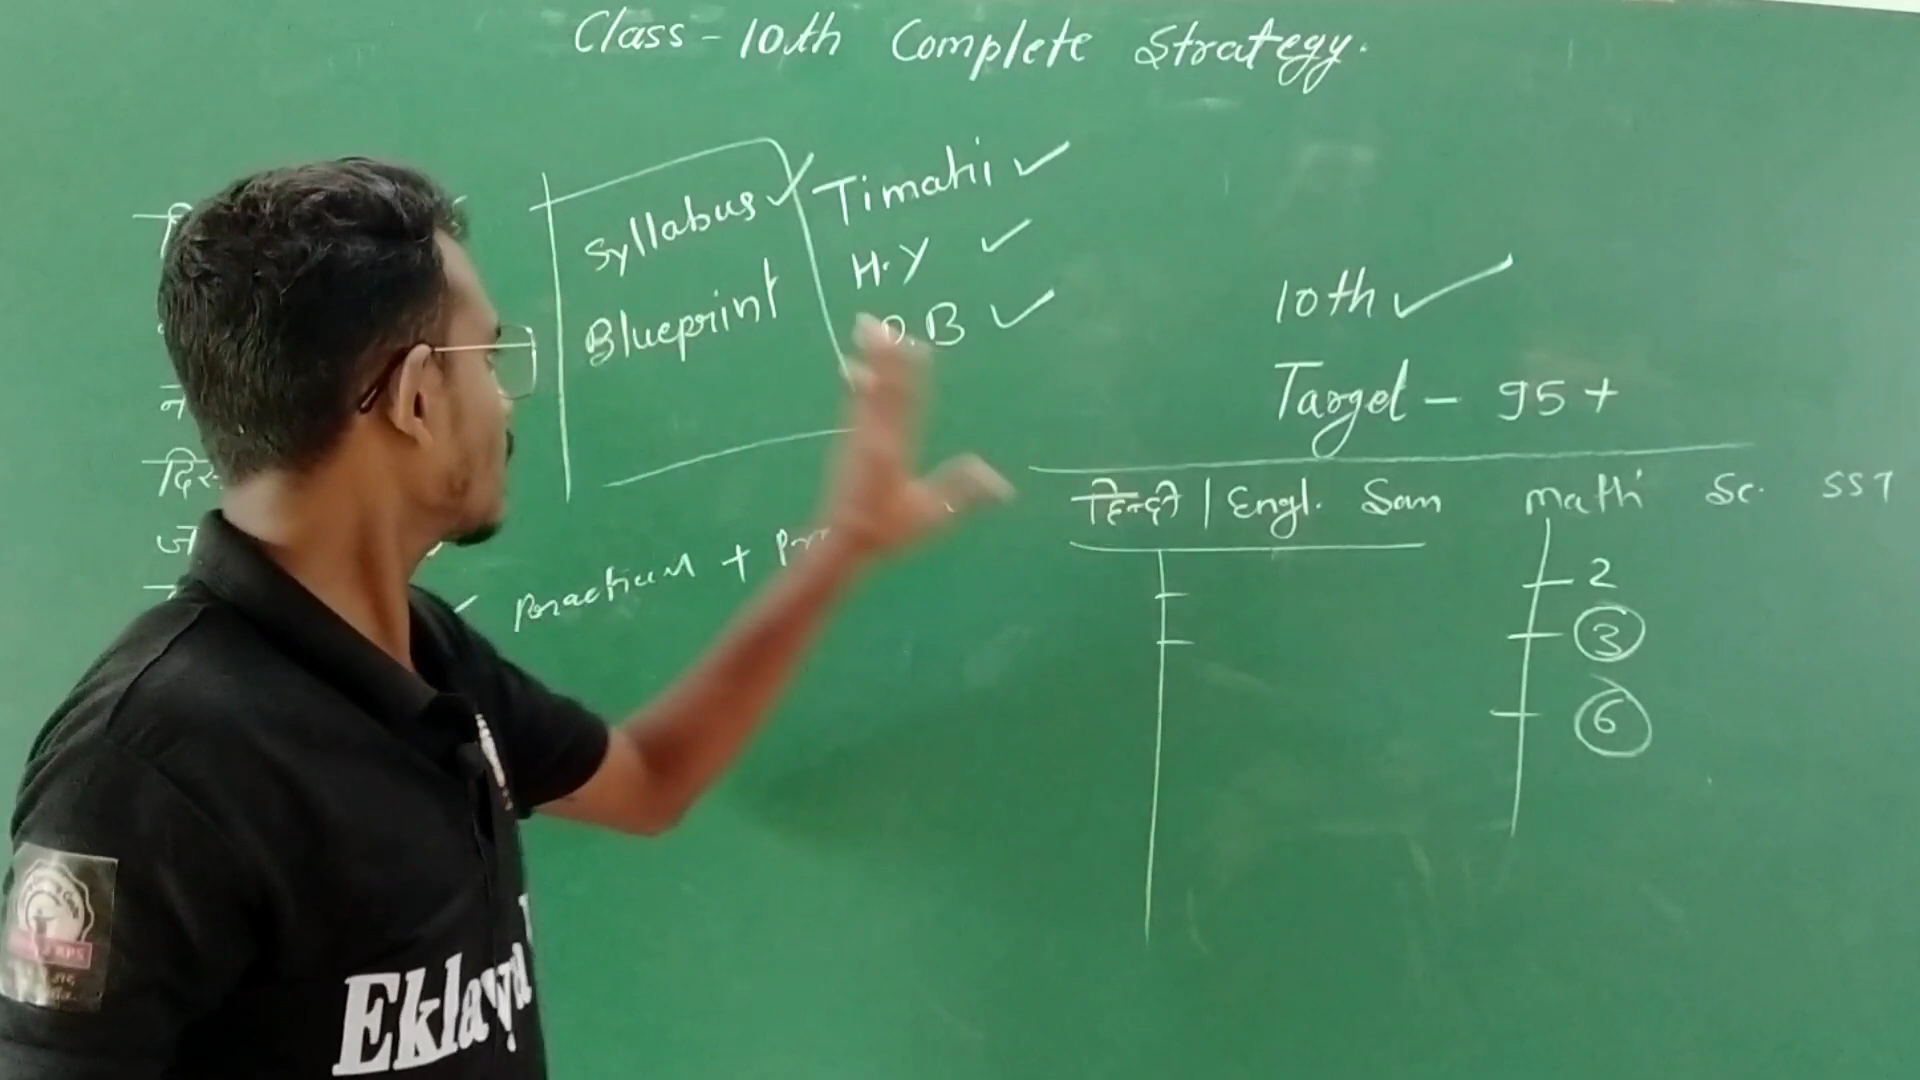 Class - 10th Complete Strategy.
Syllabus Timahi
Blueprint H.Y
P.B
10th
Target - 95 +
हिन्दी | Engl. San math Sc. SST
2
3
6
न
दिस
ज
+
Eklavya